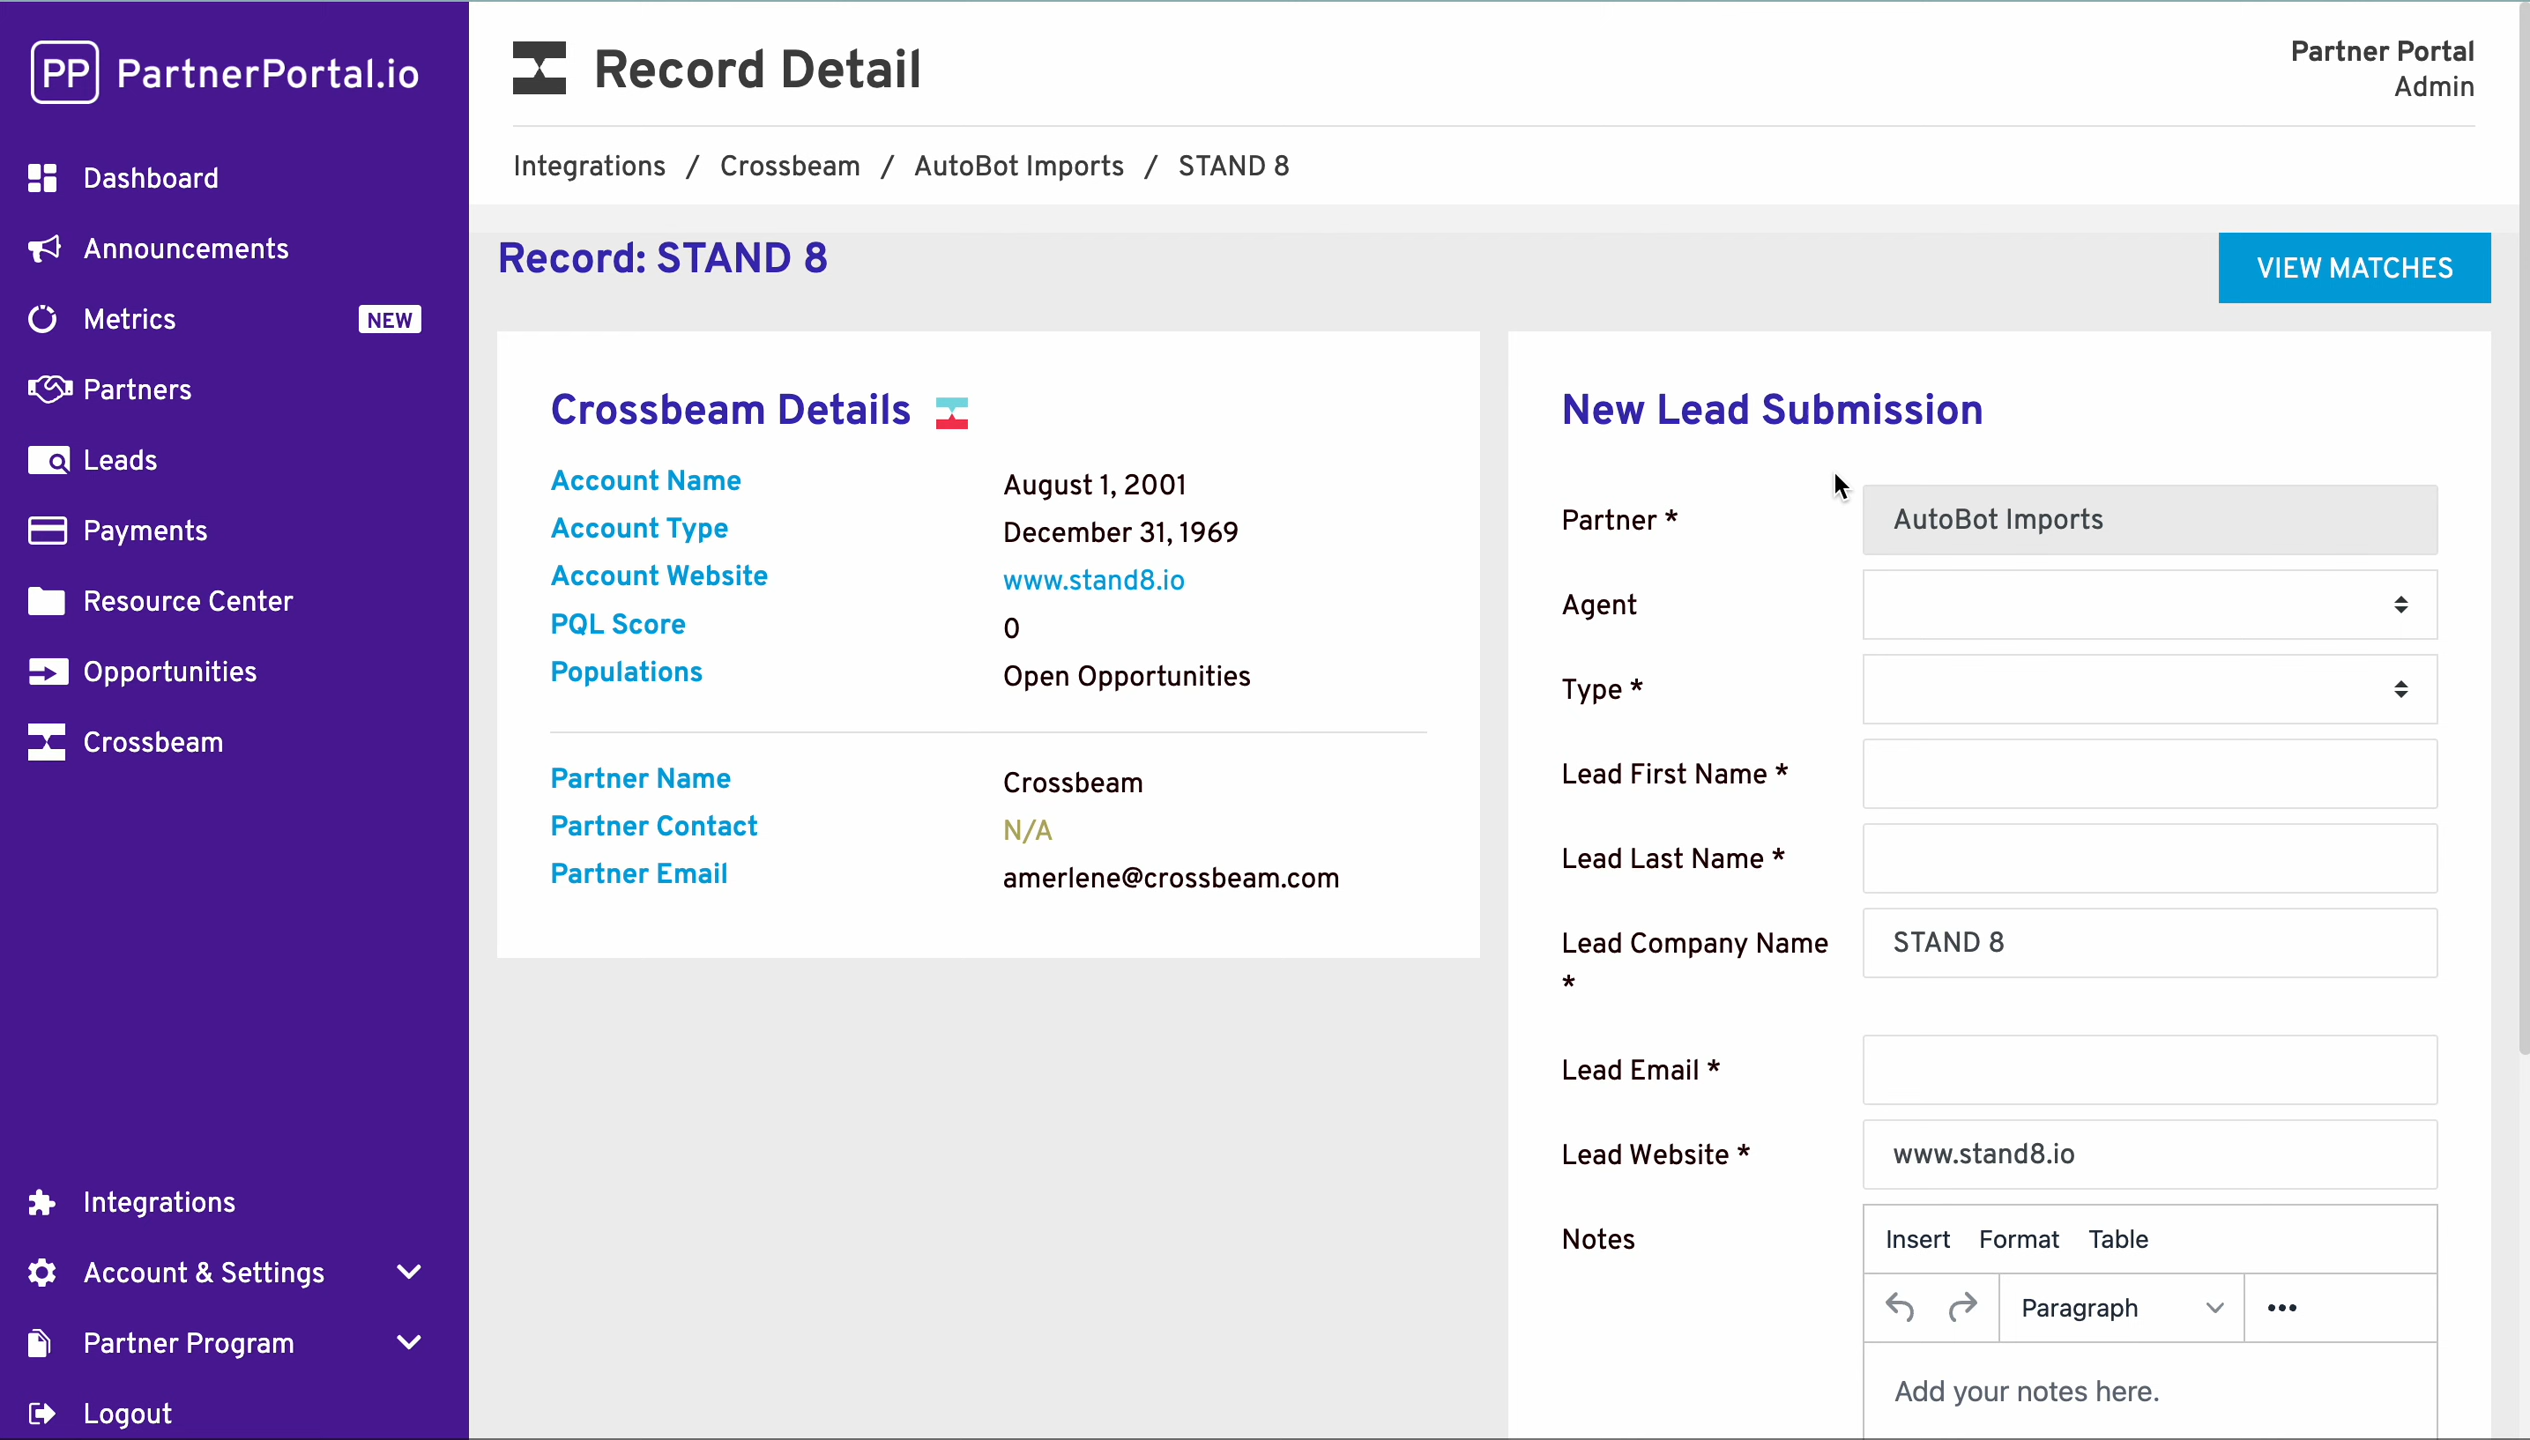 PP PartnerPortal.io
Dashboard
Announcements
Metrics NEW
Partners
Leads
Payments
Resource Center
Opportunities
Crossbeam
Integrations
Account & Settings
Partner Program
Logout
Record Detail
Partner Portal
Admin
Integrations / Crossbeam / AutoBot Imports / STAND 8
Record: STAND 8
VIEW MATCHES
Crossbeam Details
Account Name August 1, 2001
Account Type December 31, 1969
Account Website www.stand8.io
PQL Score 0
Populations Open Opportunities
Partner Name Crossbeam
Partner Contact N/A
Partner Email amerlene@crossbeam.com
New Lead Submission
Partner * AutoBot Imports
Agent
Type *
Lead First Name *
Lead Last Name *
Lead Company Name STAND 8
*
Lead Email *
Lead Website * www.stand8.io
Notes Insert Format Table
Paragraph
Add your notes here.